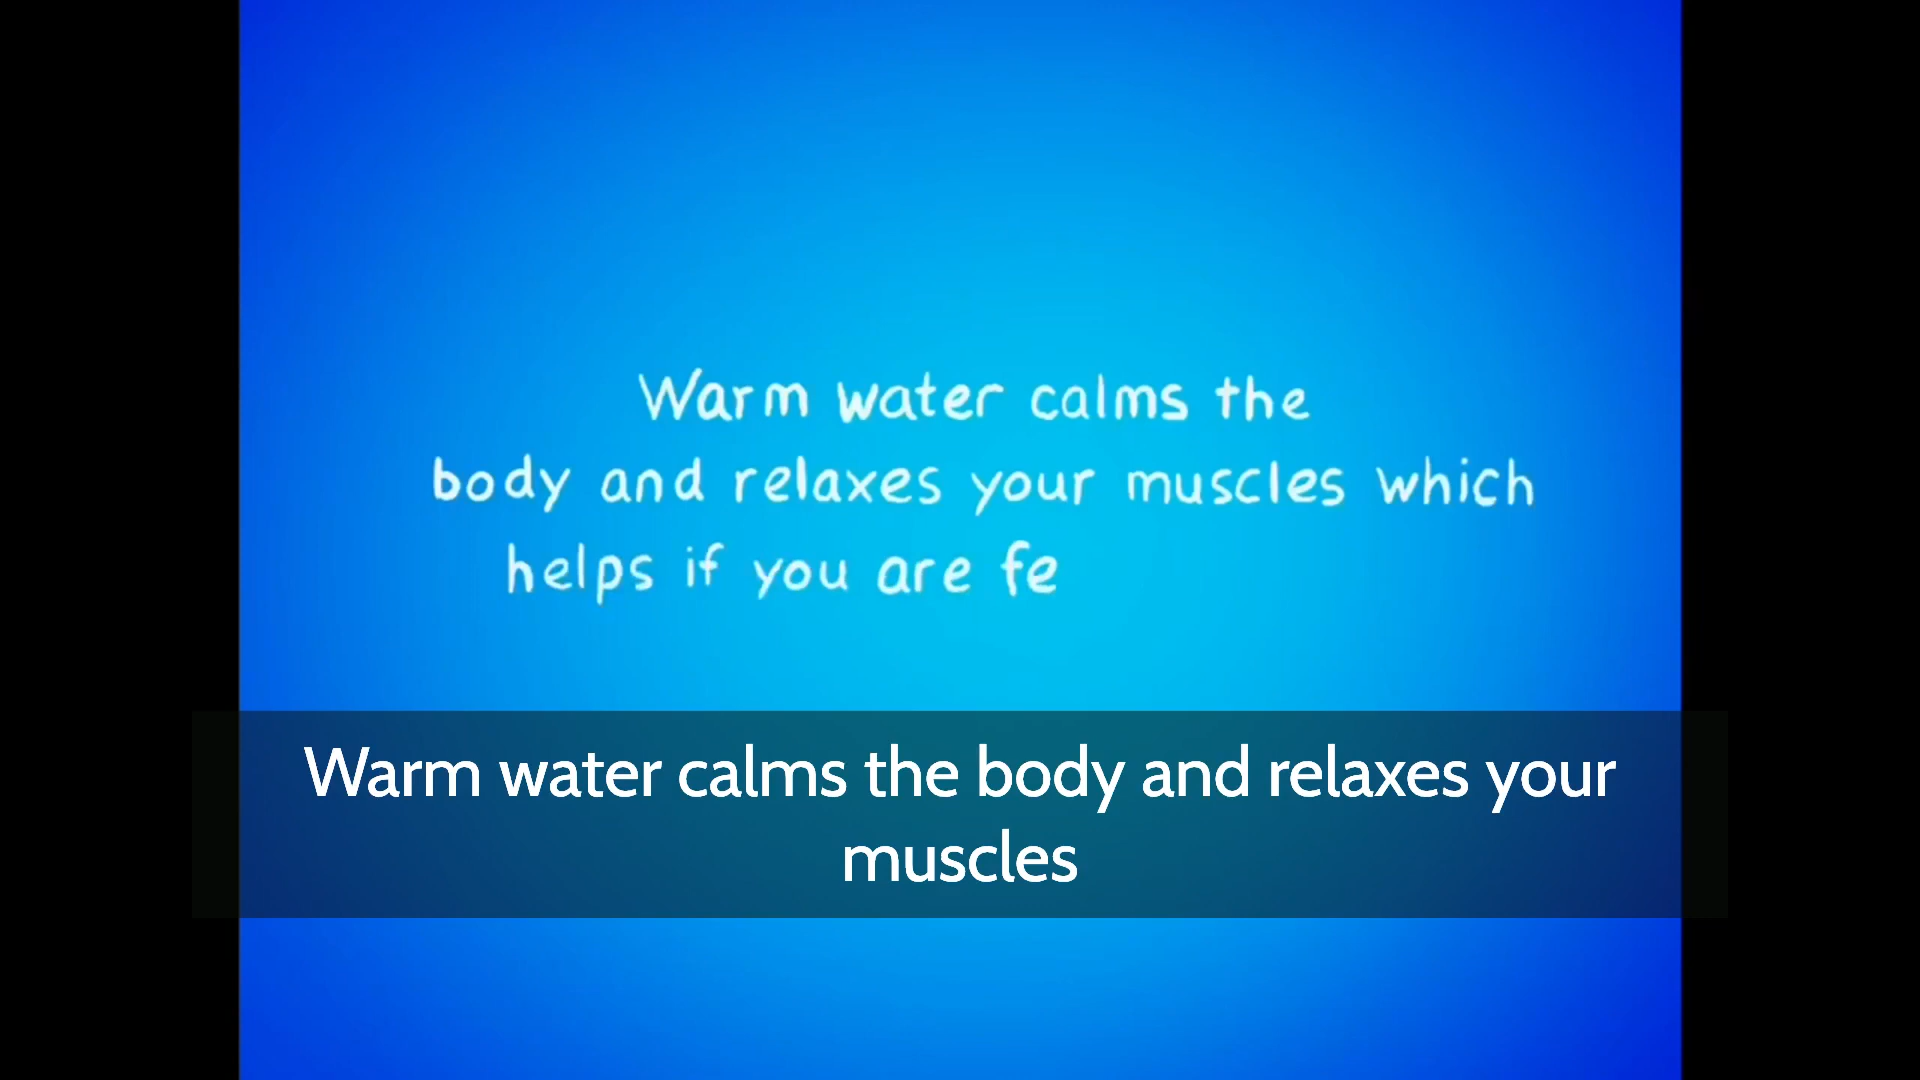 Warm water calms the
body and relaxes your muscles which
helps if you are fe
Warm water calms the body and relaxes your
muscles